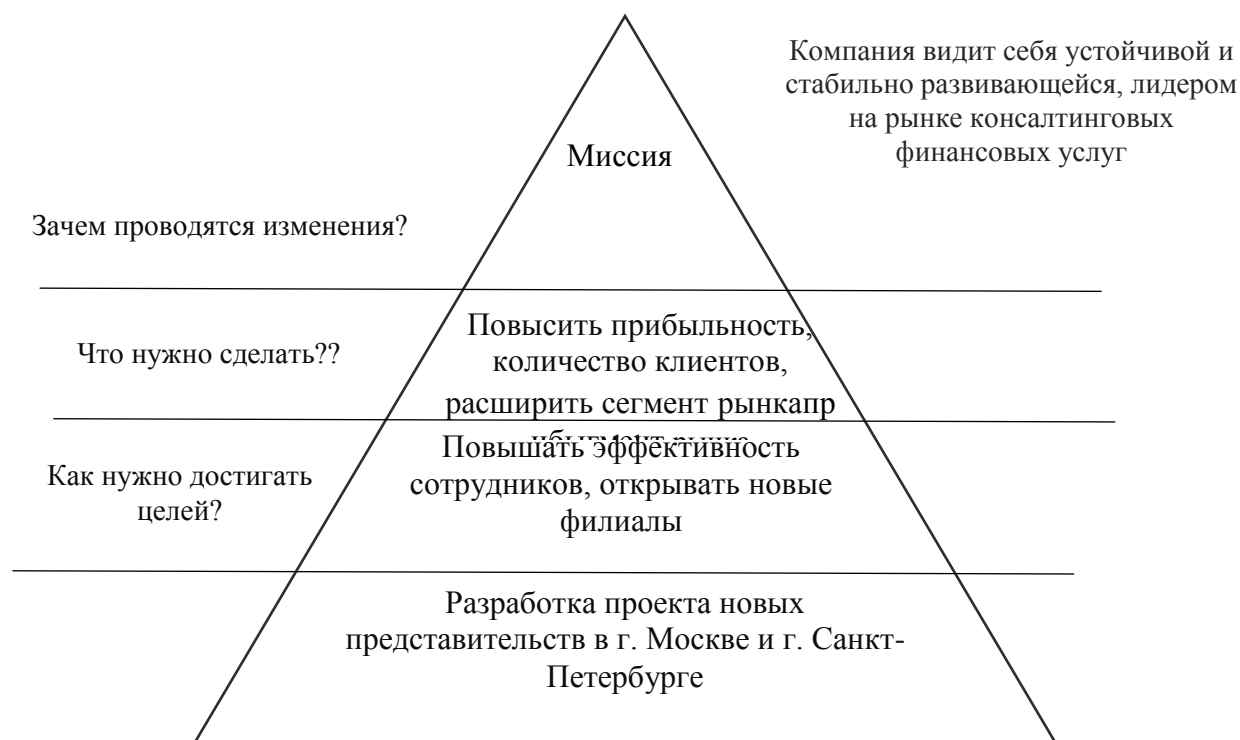 Компания видит себя устойчивой и
стабильно развивающейся, лидером
на рынке консалтинговых
финансовых услуг
Миссия
Зачем проводятся изменения?
Что нужно сделать??
Повысить прибыльность,
количество клиентов,
расширить сегмент рынкапр
Как нужно достигать
целей?
Повышать эффективность
сотрудников, открывать новые
филиалы
Разработка проекта новых
представительств в г. Москве и г. Санкт-
Петербурге